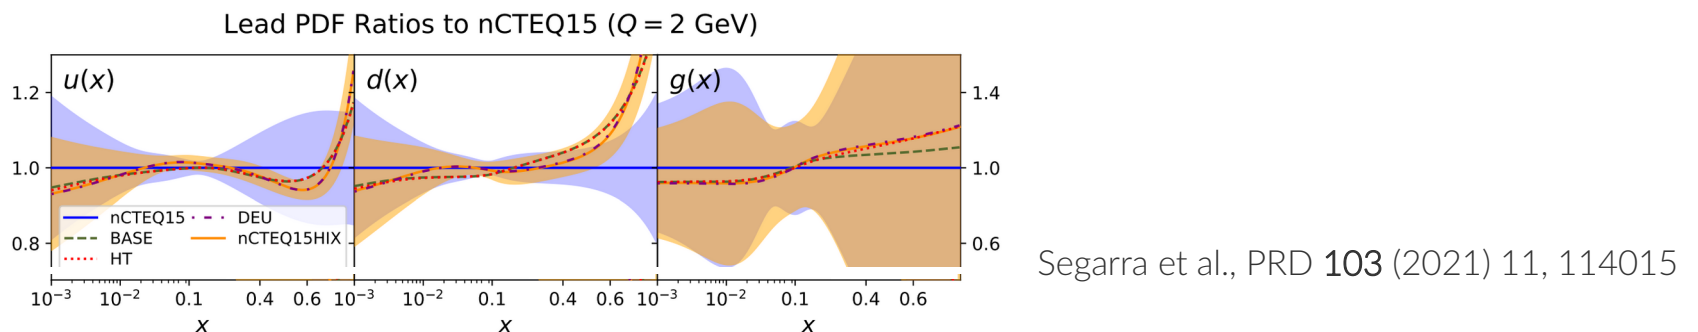 Lead PDF Ratios to nCTEQ15 (Q = 2 GeV)
u(x)
d(x)
g(x)
1.2
1.0
0.8
1.4
1.0
0.6
nCTEQ15
BASE
HT
DEU
nCTEQ15HIX
10⁻³ 10⁻² 0.1 0.4 0.6 10⁻³ 10⁻² 0.1 0.4 0.6 10⁻³ 10⁻² 0.1 0.4 0.6
x x x
Segarra et al., PRD 103 (2021) 11, 114015